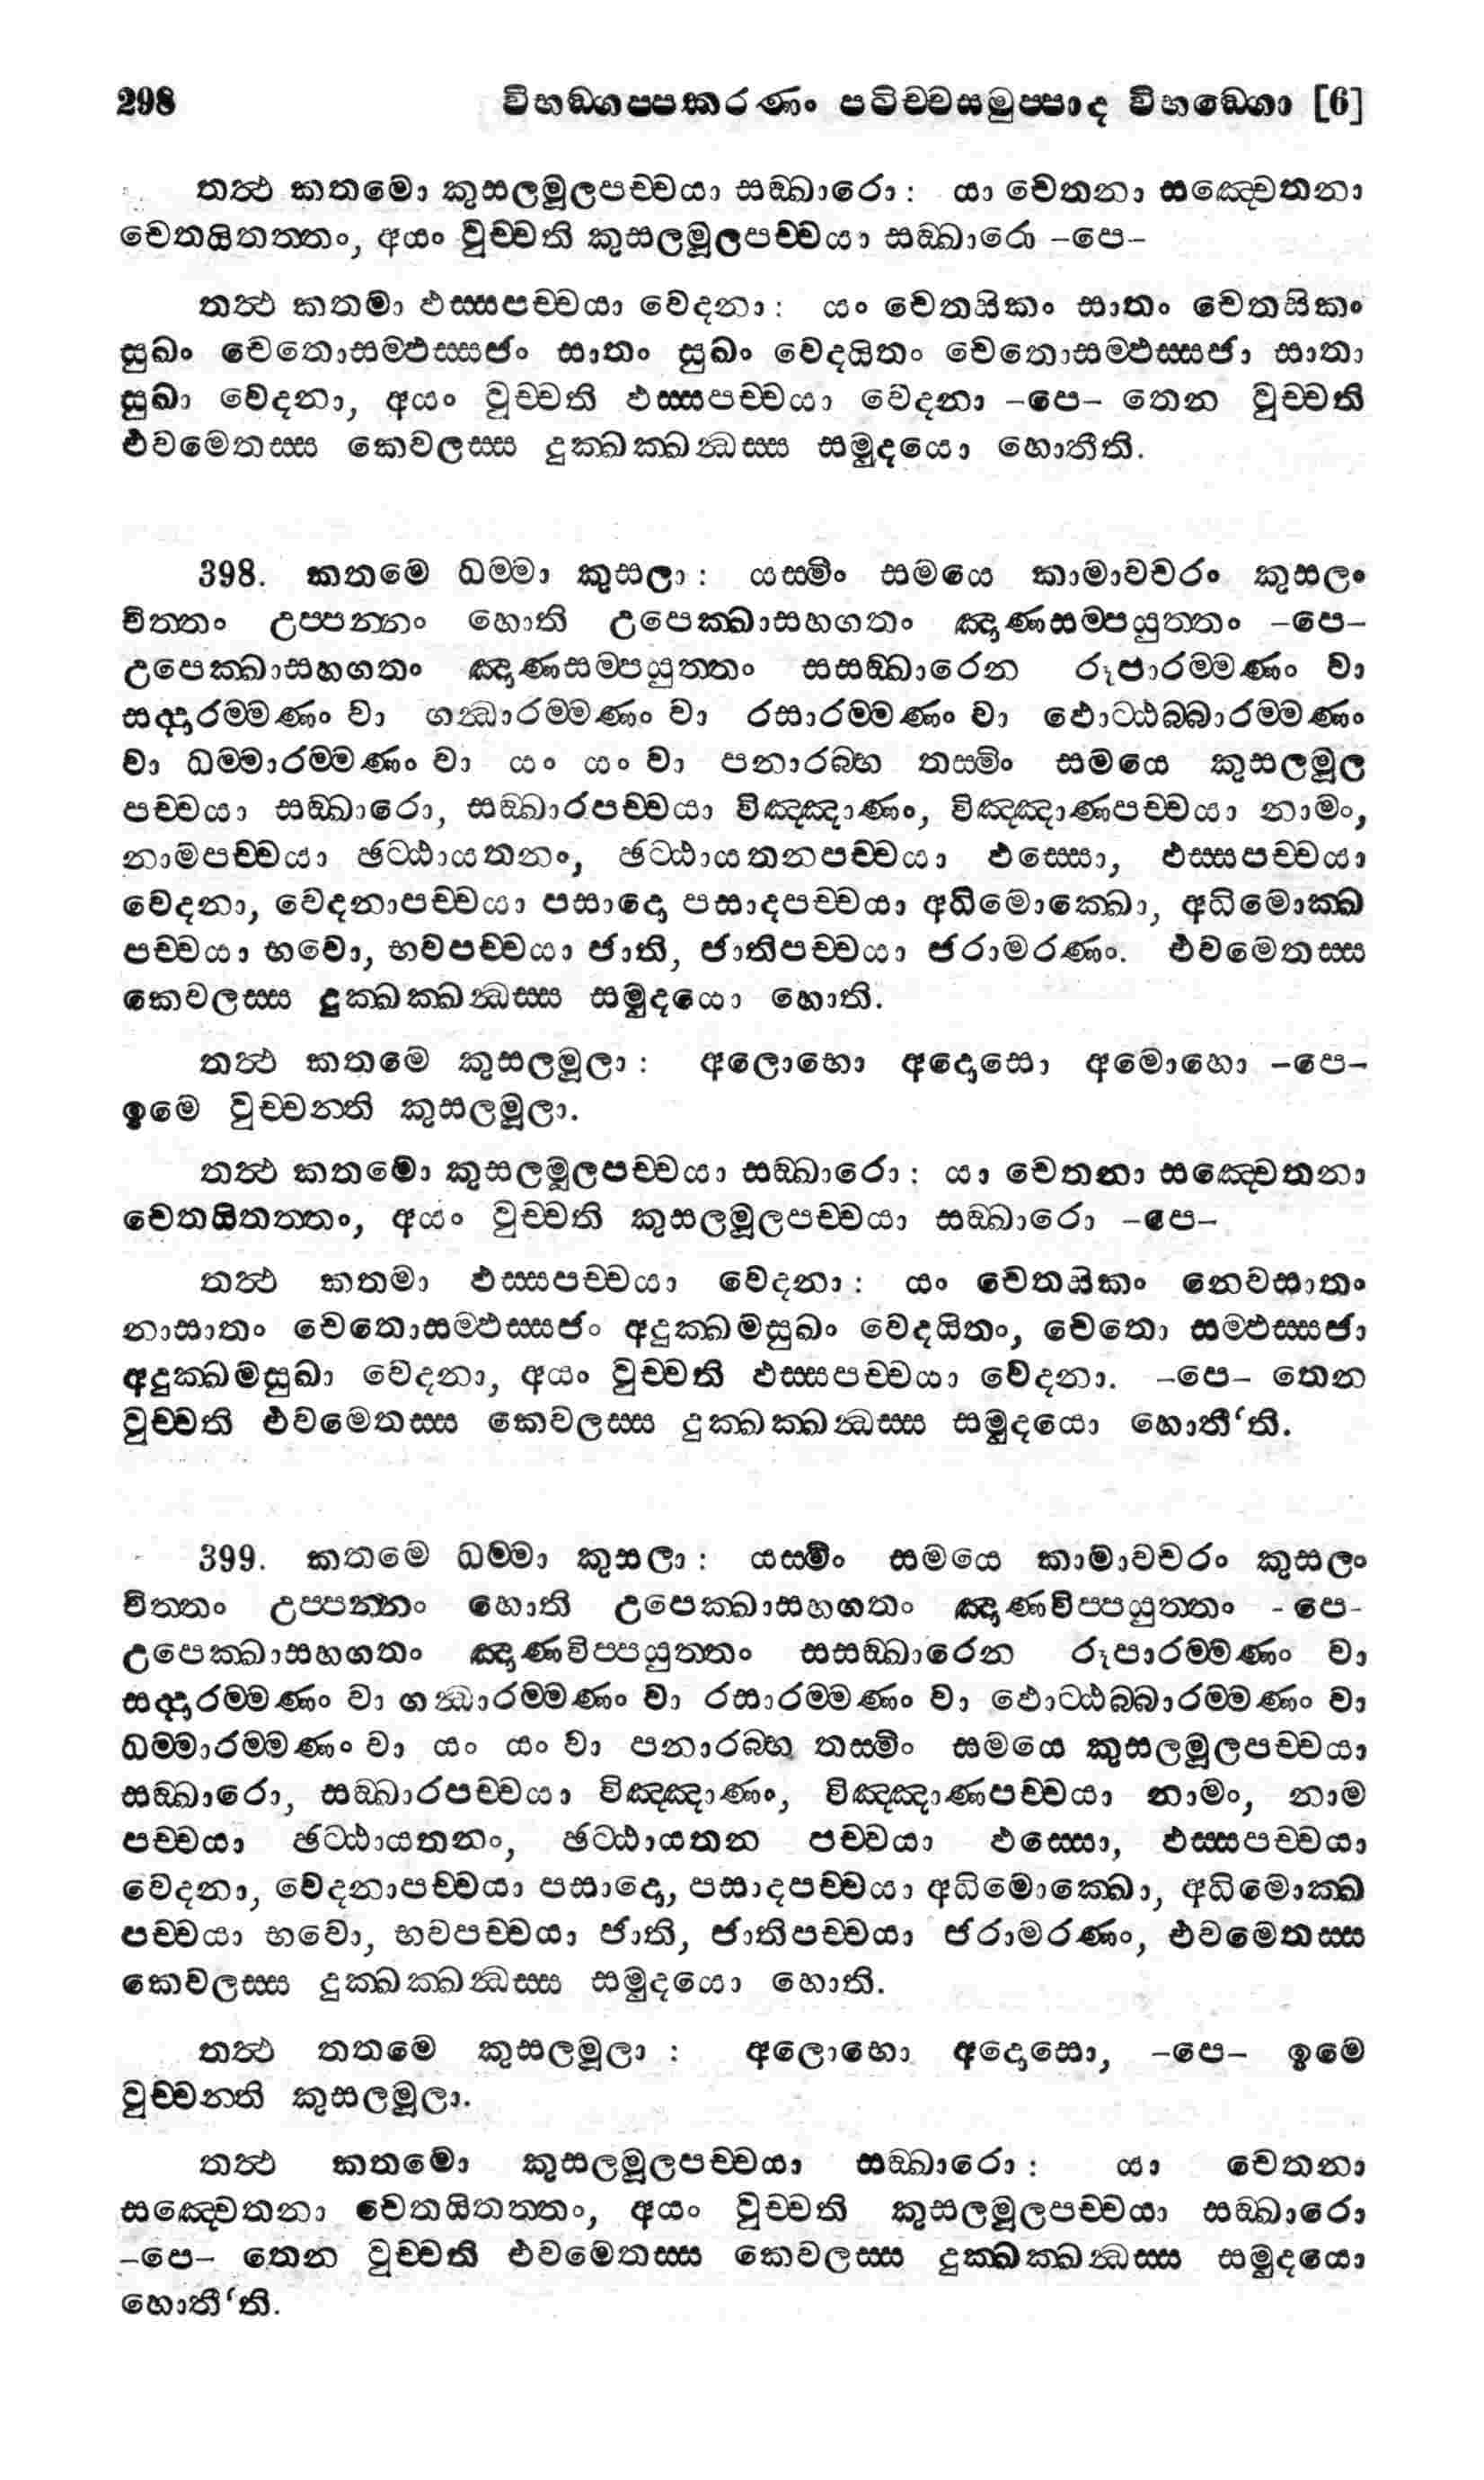 298 විභඞ්ගප්පකරණං පටිච්චසමුප්පාද විභඞ්ගො [6]
තත්ථ කතමො කුසලමූලපච්චයා සඞ්ඛාරො: යා චෙතනා සඤ්චෙතනා
චෙතයිතත්තං, අයං වුච්චති කුසලමූලපච්චයා සඞ්ඛාරො –පෙ–
තත්ථ කතමා ඵස්සපච්චයා වෙදනා: යං චෙතසිකං සාතං චෙතසිකං
සුඛං චෙතොසම්ඵස්සජං සාතං සුඛං වෙදයිතං චෙතොසම්ඵස්සජා සාතා
සුඛා වෙදනා, අයං වුච්චති ඵස්සපච්චයා වෙදනා –පෙ– තෙන වුච්චති
එවමෙතස්ස කෙවලස්ස දුක්ඛක්ඛන්ධස්ස සමුදයො හොතීති.
398. කතමෙ ධම්මා කුසලා: යස්මිං සමයෙ කාමාවචරං කුසලං
චිත්තං උප්පන්නං හොති උපෙක්ඛාසහගතං ඤාණසම්පයුත්තං –පෙ–
උපෙක්ඛාසහගතං ඤාණසම්පයුත්තං සසඞ්ඛාරෙන රූපාරම්මණං වා
සද්දාරම්මණං වා ගන්ධාරම්මණං වා රසාරම්මණං වා ඵොට්ඨබ්බාරම්මණං
වා ධම්මාරම්මණං වා යං යං වා පනාරබ්භ තස්මිං සමයෙ කුසලමූල
පච්චයා සඞ්ඛාරො, සඞ්ඛාරපච්චයා විඤ්ඤාණං, විඤ්ඤාණපච්චයා නාමං,
නාමපච්චයා ඡට්ඨායතනං, ඡට්ඨායතනපච්චයා ඵස්සො, ඵස්සපච්චයා
වෙදනා, වෙදනාපච්චයා පසාදො, පසාදපච්චයා අධිමොක්ඛො, අධිමොක්ඛ
පච්චයා භවො, භවපච්චයා ජාති, ජාතිපච්චයා ජරාමරණං. එවමෙතස්ස
කෙවලස්ස දුක්ඛක්ඛන්ධස්ස සමුදයො හොති.
තත්ථ කතමෙ කුසලමූලා: අලොභො අදොසො අමොහො –පෙ–
ඉමෙ වුච්චන්ති කුසලමූලා.
තත්ථ කතමො කුසලමූලපච්චයා සඞ්ඛාරො: යා චෙතනා සඤ්චෙතනා
චෙතයිතත්තං, අයං වුච්චති කුසලමූලපච්චයා සඞ්ඛාරො –පෙ–
තත්ථ කතමා ඵස්සපච්චයා වෙදනා: යං චෙතසිකං නෙවසාතං
නාසාතං චෙතොසම්ඵස්සජං අදුක්ඛමසුඛං වෙදයිතං, චෙතො සම්ඵස්සජා
අදුක්ඛමසුඛා වෙදනා, අයං වුච්චති ඵස්සපච්චයා වෙදනා. –පෙ– තෙන
වුච්චති එවමෙතස්ස කෙවලස්ස දුක්ඛක්ඛන්ධස්ස සමුදයො හොතී‘ති.
399. කතමෙ ධම්මා කුසලා: යස්මිං සමයෙ කාමාවචරං කුසලං
චිත්තං උප්පන්නං හොති උපෙක්ඛාසහගතං ඤාණවිප්පයුත්තං -පෙ-
උපෙක්ඛාසහගතං ඤාණවිප්පයුත්තං සසඞ්ඛාරෙන රූපාරම්මණං වා
සද්දාරම්මණං වා ගන්ධාරම්මණං වා රසාරම්මණං වා ඵොට්ඨබ්බාරම්මණං වා
ධම්මාරම්මණං වා යං යං වා පනාරබ්භ තස්මිං සමයෙ කුසලමූලපච්චයා
සඞ්ඛාරො, සඞ්ඛාරපච්චයා විඤ්ඤාණං, විඤ්ඤාණපච්චයා නාමං, නාම
පච්චයා ඡට්ඨායතනං, ඡට්ඨායතන පච්චයා ඵස්සො, ඵස්සපච්චයා
වෙදනා, වෙදනාපච්චයා පසාදො, පසාදපච්චයා අධිමොක්ඛො, අධිමොක්ඛ
පච්චයා භවො, භවපච්චයා ජාති, ජාතිපච්චයා ජරාමරණං, එවමෙතස්ස
කෙවලස්ස දුක්ඛක්ඛන්ධස්ස සමුදයො හොති.
තත්ථ තතමෙ කුසලමූලා : අලොභො අදොසො, –පෙ– ඉමෙ
වුච්චන්ති කුසලමූලා.
තත්ථ කතමො කුසලමූලපච්චයා සඞ්ඛාරො: යා චෙතනා
සඤ්චෙතනා චෙතයිතත්තං, අයං වුච්චති කුසලමූලපච්චයා සඞ්ඛාරො
–පෙ– තෙන වුච්චති එවමෙතස්ස කෙවලස්ස දුක්ඛක්ඛන්ධස්ස සමුදයො
හොතී‘ති.